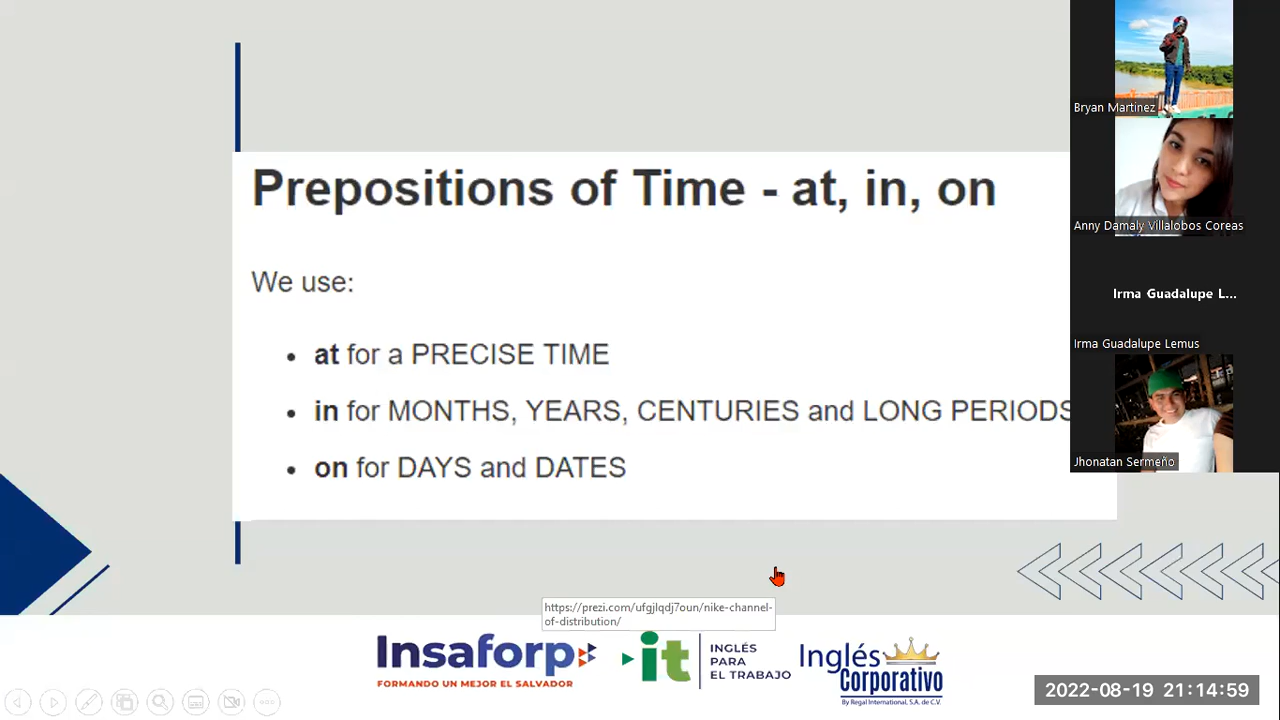 Prepositions of Time - at, in, on
We use:
• at for a PRECISE TIME
• in for MONTHS, YEARS, CENTURIES and LONG PERIODS
• on for DAYS and DATES
Bryan Martinez
Anny Damaly Villalobos Coreas
Irma Guadalupe L...
Irma Guadalupe Lemus
Jhonatan Sermeño
https://prezi.com/ufgjlqdj7oun/nike-channel-
of-distribution/
Insaforp
FORMANDO UN MEJOR EL SALVADOR
it
INGLÉS
PARA
EL TRABAJO
Inglés
Corporativo
By Regal International, S.A. de C.V.
2022-08-19 21:14:59